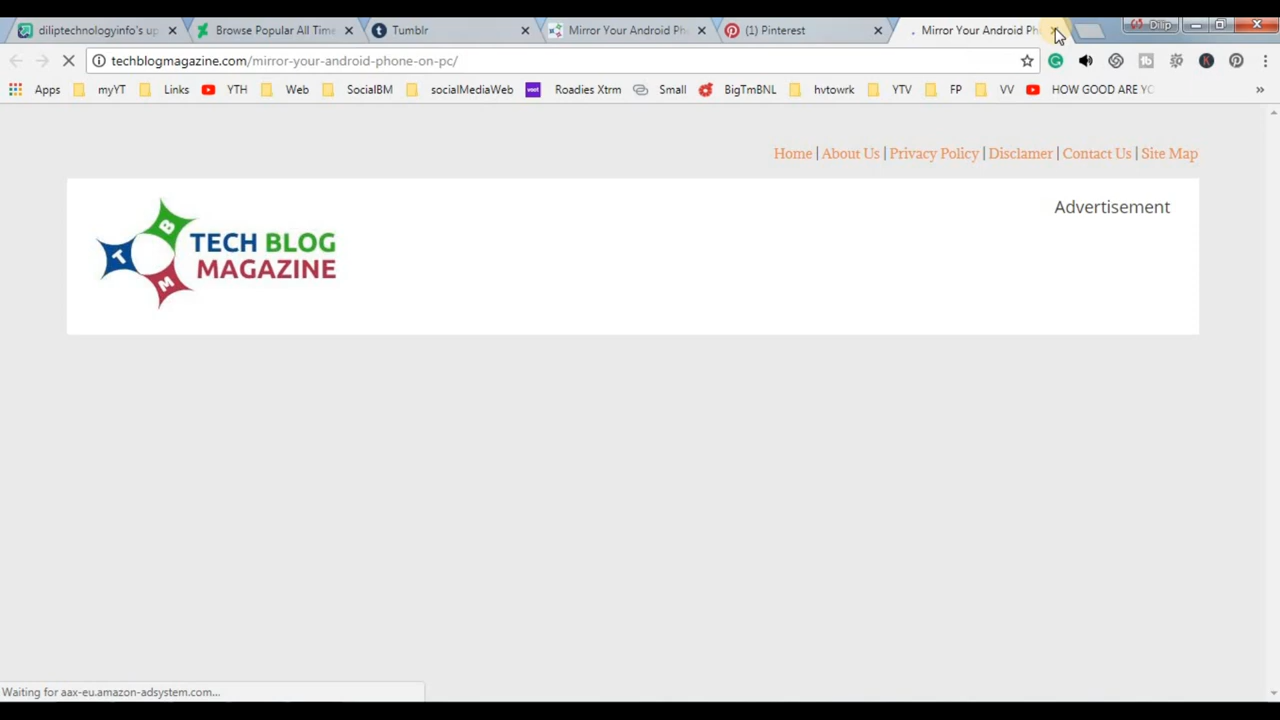 diliptechnologyinfo's up
Browse Popular All Time
Tumblr
Mirror Your Android Ph
(1) Pinterest
Mirror Your Android Ph
Dilip
techblogmagazine.com/mirror-your-android-phone-on-pc/
Apps myYT Links YTH Web SocialBM socialMediaWeb Roadies Xtrm Small BigTmBNL hvtowrk YTV FP VV HOW GOOD ARE YO
Home | About Us | Privacy Policy | Disclamer | Contact Us | Site Map
Advertisement
T B M
TECH BLOG
MAGAZINE
Waiting for aax-eu.amazon-adsystem.com...